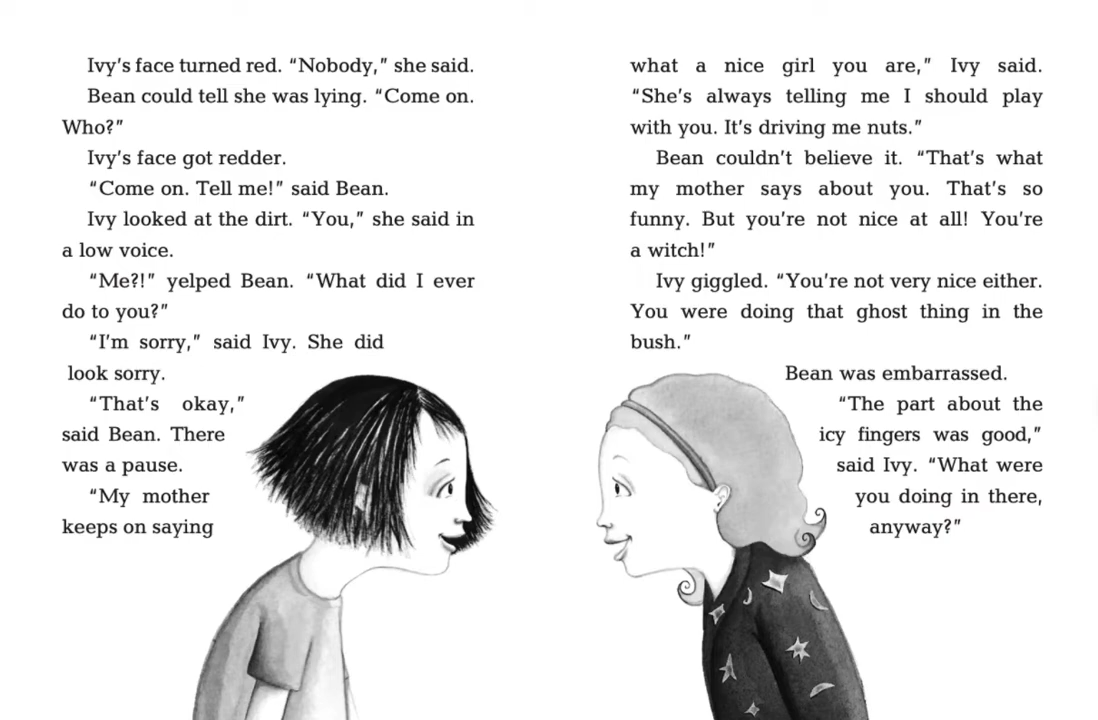 Ivy's face turned red. “Nobody,” she said.
Bean could tell she was lying. “Come on.
Who?”
Ivy's face got redder.
“Come on. Tell me!” said Bean.
Ivy looked at the dirt. “You,” she said in
a low voice.
“Me?!” yelped Bean. “What did I ever
do to you?”
“I'm sorry,” said Ivy. She did
look sorry.
“That's okay,”
said Bean. There
was a pause.
“My mother
keeps on saying
what a nice girl you are,” Ivy said.
“She's always telling me I should play
with you. It's driving me nuts.”
Bean couldn't believe it. “That's what
my mother says about you. That's so
funny. But you're not nice at all! You're
a witch!”
Ivy giggled. “You're not very nice either.
You were doing that ghost thing in the
bush.”
Bean was embarrassed.
“The part about the
icy fingers was good,”
said Ivy. “What were
you doing in there,
anyway?”